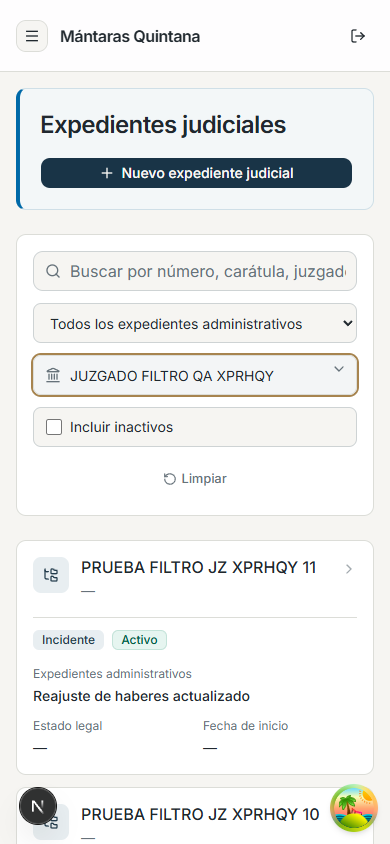 Mántaras Quintana
Expedientes judiciales
Nuevo expediente judicial
Buscar por número, carátula, juzgad
Todos los expedientes administrativos
JUZGADO FILTRO QA XPRHQY
Incluir inactivos
Limpiar
PRUEBA FILTRO JZ XPRHQY 11
—
Incidente Activo
Expedientes administrativos
Reajuste de haberes actualizado
Estado legal Fecha de inicio
— —
N
PRUEBA FILTRO JZ XPRHQY 10
—